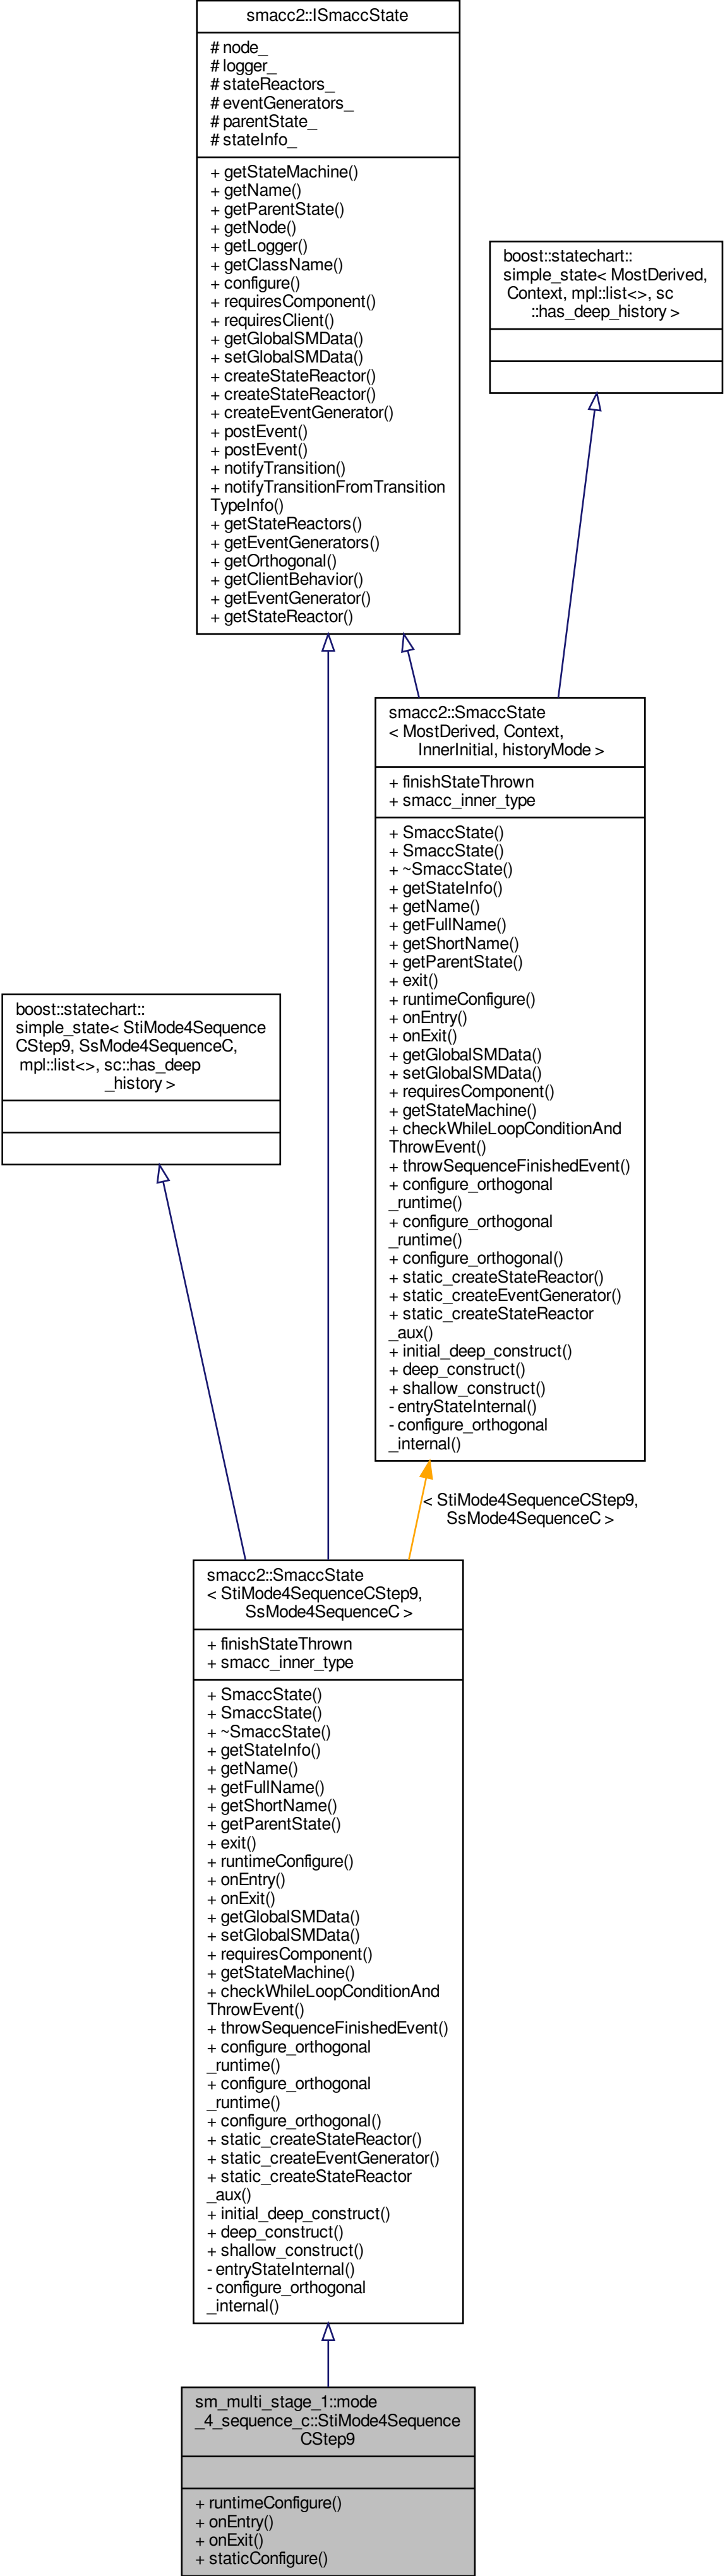 smacc2::ISmaccState
# node_
# logger_
# stateReactors_
# eventGenerators_
# parentState_
# stateInfo_
+ getStateMachine()
+ getName()
+ getParentState()
+ getNode()
+ getLogger()
+ getClassName()
+ configure()
+ requiresComponent()
+ requiresClient()
+ getGlobalSMData()
+ setGlobalSMData()
+ createStateReactor()
+ createStateReactor()
+ createEventGenerator()
+ postEvent()
+ postEvent()
+ notifyTransition()
+ notifyTransitionFromTransition
TypeInfo()
+ getStateReactors()
+ getEventGenerators()
+ getOrthogonal()
+ getClientBehavior()
+ getEventGenerator()
+ getStateReactor()
boost::statechart::
simple_state< MostDerived,
Context, mpl::list<>, sc
::has_deep_history >
smacc2::SmaccState
< MostDerived, Context,
InnerInitial, historyMode >
+ finishStateThrown
+ smacc_inner_type
+ SmaccState()
+ SmaccState()
+ ~SmaccState()
+ getStateInfo()
+ getName()
+ getFullName()
+ getShortName()
+ getParentState()
+ exit()
+ runtimeConfigure()
+ onEntry()
+ onExit()
+ getGlobalSMData()
+ setGlobalSMData()
+ requiresComponent()
+ getStateMachine()
+ checkWhileLoopConditionAnd
ThrowEvent()
+ throwSequenceFinishedEvent()
+ configure_orthogonal
_runtime()
+ configure_orthogonal
_runtime()
+ configure_orthogonal()
+ static_createStateReactor()
+ static_createEventGenerator()
+ static_createStateReactor
_aux()
+ initial_deep_construct()
+ deep_construct()
+ shallow_construct()
- entryStateInternal()
- configure_orthogonal
_internal()
boost::statechart::
simple_state< StiMode4Sequence
CStep9, SsMode4SequenceC,
mpl::list<>, sc::has_deep
_history >
< StiMode4SequenceCStep9,
SsMode4SequenceC >
smacc2::SmaccState
< StiMode4SequenceCStep9,
SsMode4SequenceC >
+ finishStateThrown
+ smacc_inner_type
+ SmaccState()
+ SmaccState()
+ ~SmaccState()
+ getStateInfo()
+ getName()
+ getFullName()
+ getShortName()
+ getParentState()
+ exit()
+ runtimeConfigure()
+ onEntry()
+ onExit()
+ getGlobalSMData()
+ setGlobalSMData()
+ requiresComponent()
+ getStateMachine()
+ checkWhileLoopConditionAnd
ThrowEvent()
+ throwSequenceFinishedEvent()
+ configure_orthogonal
_runtime()
+ configure_orthogonal
_runtime()
+ configure_orthogonal()
+ static_createStateReactor()
+ static_createEventGenerator()
+ static_createStateReactor
_aux()
+ initial_deep_construct()
+ deep_construct()
+ shallow_construct()
- entryStateInternal()
- configure_orthogonal
_internal()
sm_multi_stage_1::mode
_4_sequence_c::StiMode4Sequence
CStep9
+ runtimeConfigure()
+ onEntry()
+ onExit()
+ staticConfigure()